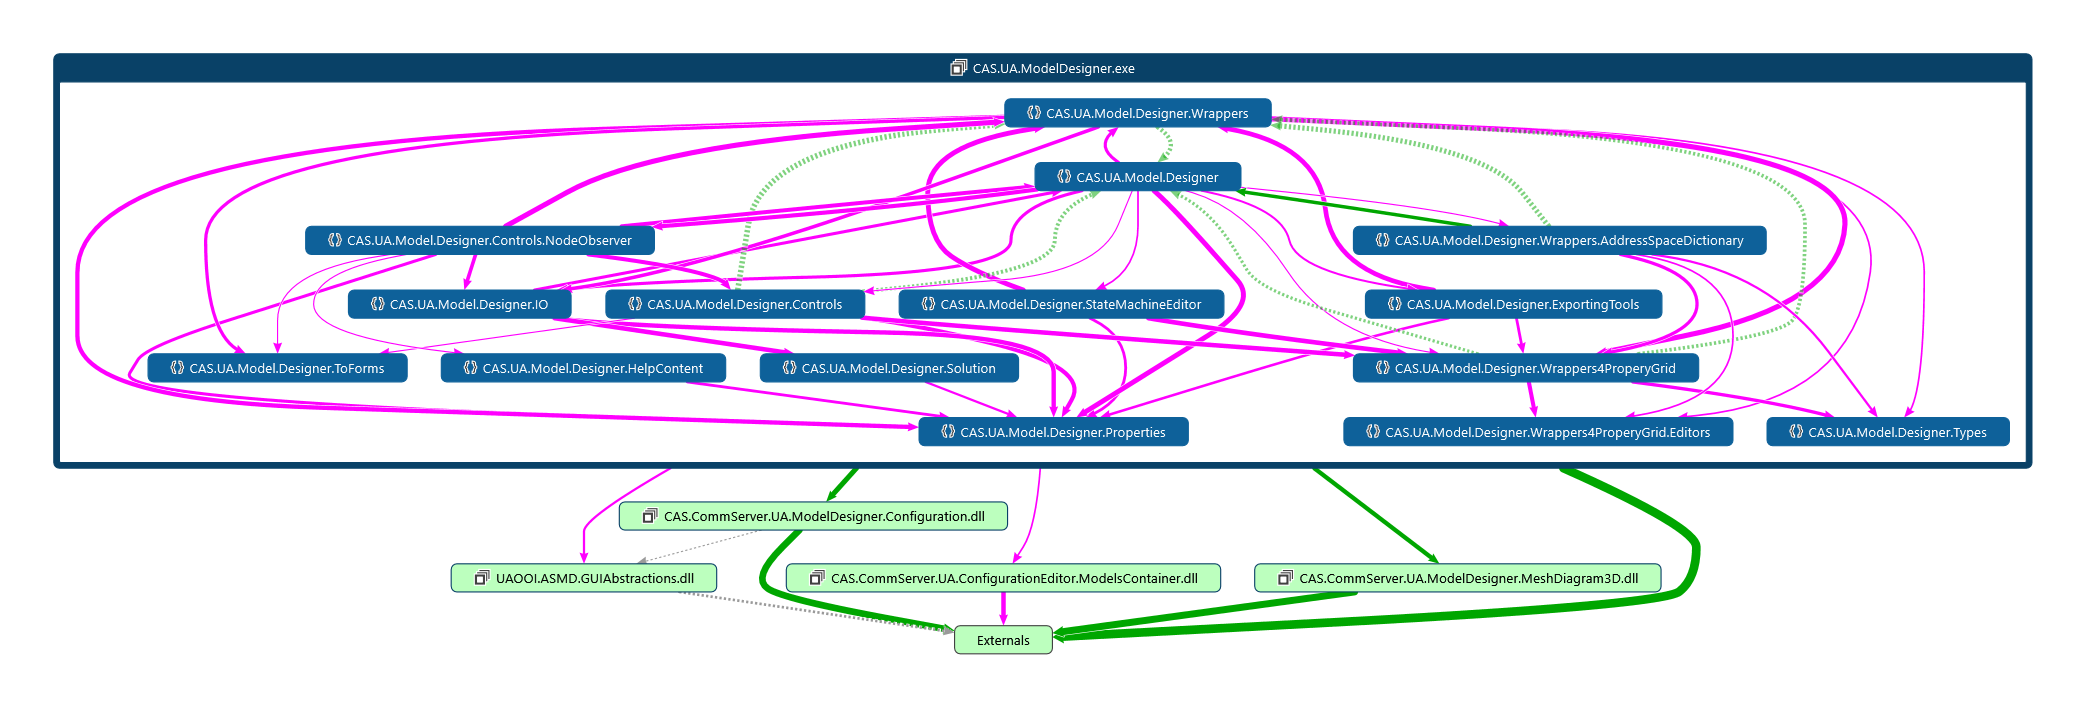 CAS.UA.ModelDesigner.exe
CAS.UA.Model.Designer.Wrappers
CAS.UA.Model.Designer
CAS.UA.Model.Designer.Controls.NodeObserver
CAS.UA.Model.Designer.Wrappers.AddressSpaceDictionary
CAS.UA.Model.Designer.IO
CAS.UA.Model.Designer.Controls
CAS.UA.Model.Designer.StateMachineEditor
CAS.UA.Model.Designer.ExportingTools
CAS.UA.Model.Designer.ToForms
CAS.UA.Model.Designer.HelpContent
CAS.UA.Model.Designer.Solution
CAS.UA.Model.Designer.Wrappers4ProperyGrid
CAS.UA.Model.Designer.Properties
CAS.UA.Model.Designer.Wrappers4ProperyGrid.Editors
CAS.UA.Model.Designer.Types
CAS.CommServer.UA.ModelDesigner.Configuration.dll
UAOOI.ASMD.GUIAbstractions.dll
CAS.CommServer.UA.ConfigurationEditor.ModelsContainer.dll
CAS.CommServer.UA.ModelDesigner.MeshDiagram3D.dll
Externals